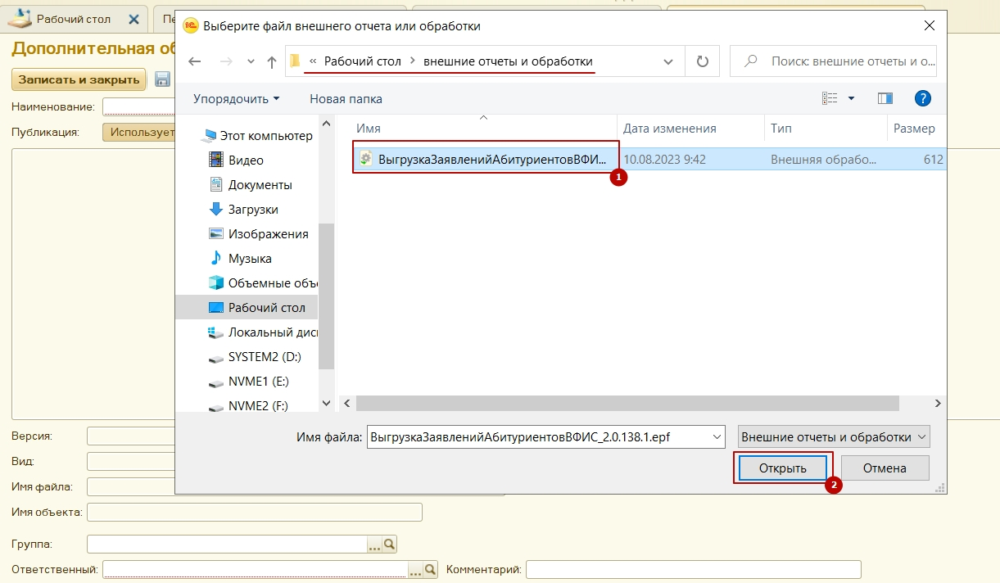 Рабочий стол
Пе
Выберите файл внешнего отчета или обработки
Дополнительная об
« Рабочий стол > внешние отчеты и обработки
Поиск: внешние отчеты и о...
Записать и закрыть
Упорядочить
Новая папка
?
Наименование:
Публикация:
Использует
Имя
Дата изменения
Тип
Размер
ВыгрузкаЗаявленийАбитуриентовВФИ...
10.08.2023 9:42
Внешняя обрабо...
612
1
Этот компьютер
Видео
Документы
Загрузки
Изображения
Музыка
Объемные объе
Рабочий стол
Локальный дис
SYSTEM2 (D:)
NVME1 (E:)
NVME2 (F:)
Имя файла:
ВыгрузкаЗаявленийАбитуриентовВФИС_2.0.138.1.epf
Внешние отчеты и обработки
Открыть
Отмена
2
Версия:
Вид:
Имя файла:
Имя объекта:
Группа:
...
Ответственный:
...
Комментарий: